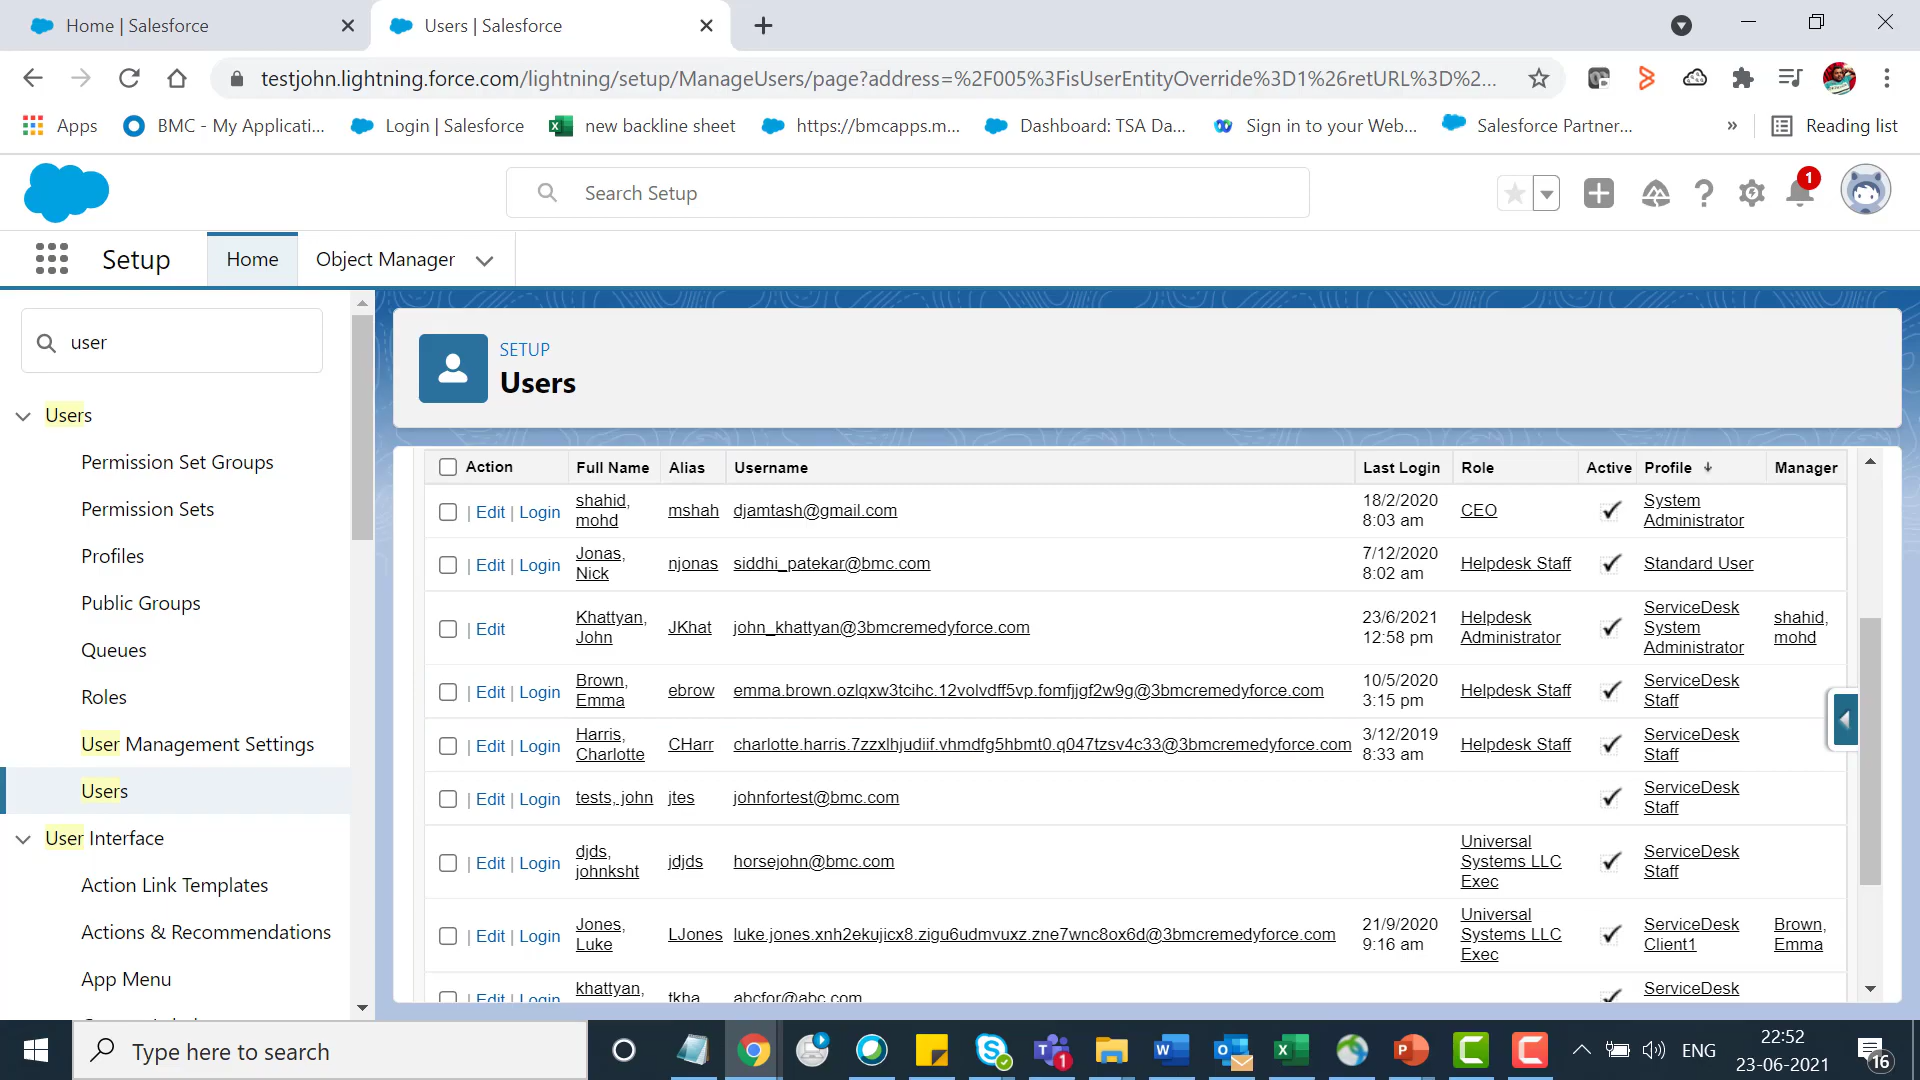 Home | Salesforce
Users | Salesforce
testjohn.lightning.force.com/lightning/setup/ManageUsers/page?address=%2F005%3FisUserEntityOverride%3D1%26retURL%3D%2...
Apps
BMC - My Applicati...
Login | Salesforce
new backline sheet
https://bmcapps.m...
Dashboard: TSA Da...
Sign in to your Web...
Salesforce Partner...
»
Reading list
Search Setup
1
Setup
Home
Object Manager
user
Users
Permission Set Groups
Permission Sets
Profiles
Public Groups
Queues
Roles
User Management Settings
Users
User Interface
Action Link Templates
Actions & Recommendations
App Menu
SETUP
Users
Action Full Name Alias Username Last Login Role Active Profile Manager
| Edit | Login shahid, mohd mshah djamtash@gmail.com 18/2/2020 8:03 am CEO System Administrator
| Edit | Login Jonas, Nick njonas siddhi_patekar@bmc.com 7/12/2020 8:02 am Helpdesk Staff Standard User
| Edit Khattyan, John JKhat john_khattyan@3bmcremedyforce.com 23/6/2021 12:58 pm Helpdesk Administrator ServiceDesk System Administrator shahid, mohd
| Edit | Login Brown, Emma ebrow emma.brown.ozlqxw3tcihc.12volvdff5vp.fomfjjgf2w9g@3bmcremedyforce.com 10/5/2020 3:15 pm Helpdesk Staff ServiceDesk Staff
| Edit | Login Harris, Charlotte CHarr charlotte.harris.7zzxlhjudiif.vhmdfg5hbmt0.q047tzsv4c33@3bmcremedyforce.com 3/12/2019 8:33 am Helpdesk Staff ServiceDesk Staff
| Edit | Login tests, john jtes johnfortest@bmc.com ServiceDesk Staff
| Edit | Login djds, johnksht jdjds horsejohn@bmc.com Universal Systems LLC Exec ServiceDesk Staff
| Edit | Login Jones, Luke LJones luke.jones.xnh2ekujicx8.zigu6udmvuxz.zne7wnc8ox6d@3bmcremedyforce.com 21/9/2020 9:16 am Universal Systems LLC Exec ServiceDesk Client1 Brown, Emma
| Edit | Login khattyan, tkha abcfor@abc.com ServiceDesk
Type here to search
1
ENG
22:52
23-06-2021
16